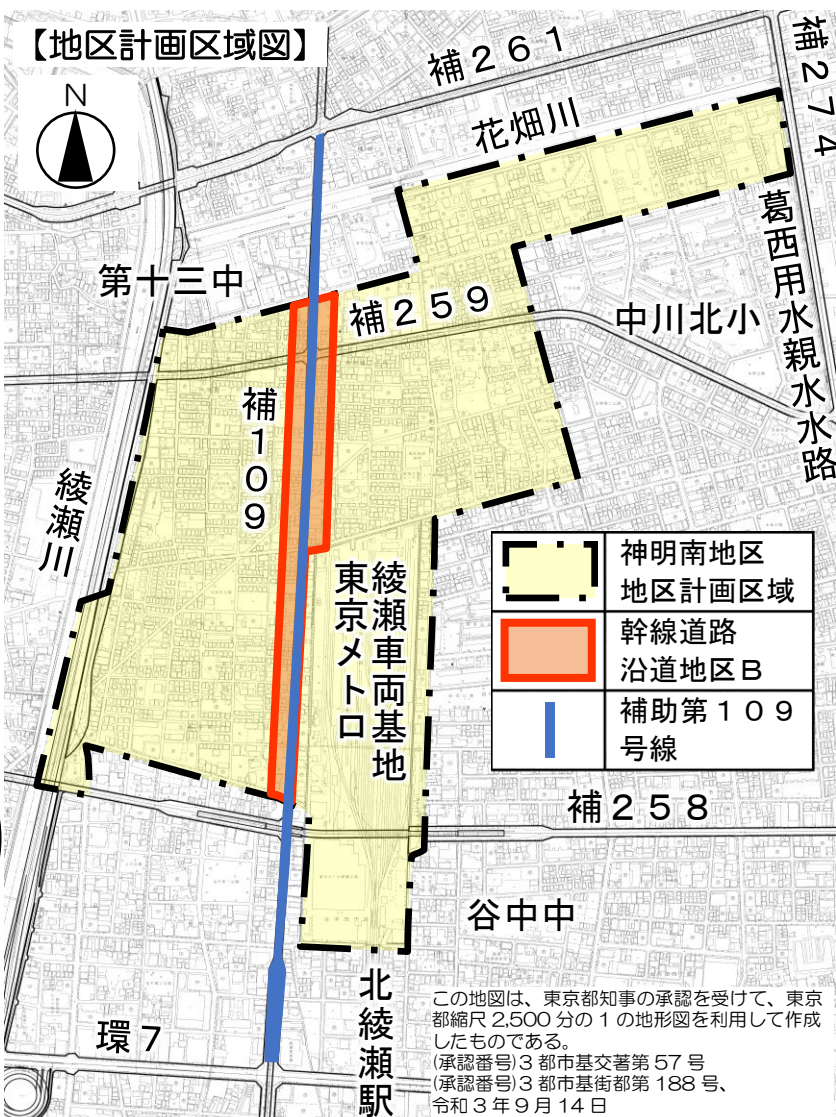 【地区計画区域図】
N
補２６１
補２７４
花畑川
葛西用水親水水路
第十三中
補２５９
中川北小
補１０９
綾瀬川
綾瀬車両基地
東京メトロ
神明南地区
地区計画区域
幹線道路
沿道地区Ｂ
補助第１０９
号線
補２５８
谷中中
北綾瀬駅
環７
この地図は、東京都知事の承認を受けて、東京
都縮尺 2,500 分の 1 の地形図を利用して作成
したものである。
(承認番号)3 都市基交著第 57 号
(承認番号)3 都市基街都第 188 号、
令和 3 年 9 月 14 日